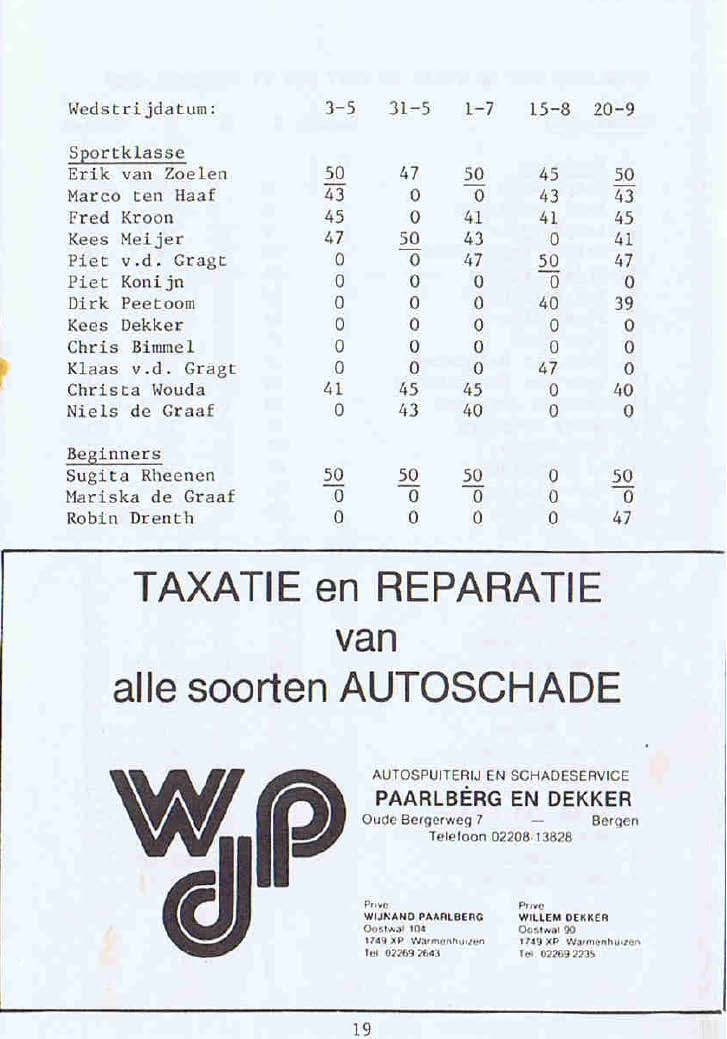 Wedstrijdatum: 3-5 31-5 1-7 15-8 20-9
Sportklasse
Erik van Zoelen 50 47 50 45 50
Marco ten Haaf 43 0 0 43 43
Fred Kroon 45 0 41 41 45
Kees Meijer 47 50 43 0 41
Piet v.d. Gragt 0 0 47 50 47
Piet Konijn 0 0 0 0 0
Dirk Peetoom 0 0 0 40 39
Kees Dekker 0 0 0 0 0
Chris Bimmel 0 0 0 0 0
Klaas v.d. Gragt 0 0 0 47 0
Christa Wouda 41 45 45 0 40
Niels de Graaf 0 43 40 0 0
Beginners
Sugita Rheenen 50 50 50 0 50
Mariska de Graaf 0 0 0 0 0
Robin Drenth 0 0 0 0 47
TAXATIE en REPARATIE
van
alle soorten AUTOSCHADE
wdp
AUTOSPUITERIJ EN SCHADESERVICE
PAARLBERG EN DEKKER
Oude Bergerweg 7 — Bergen
Telefoon 02208-13828
Privé Privé
WIJNAND PAARLBERG WILLEM DEKKER
Oostwal 104 Oostwal 90
1749 XP Warmenhuizen 1749 XP Warmenhuizen
Tel. 02269 2643 Tel. 02269 2235
19